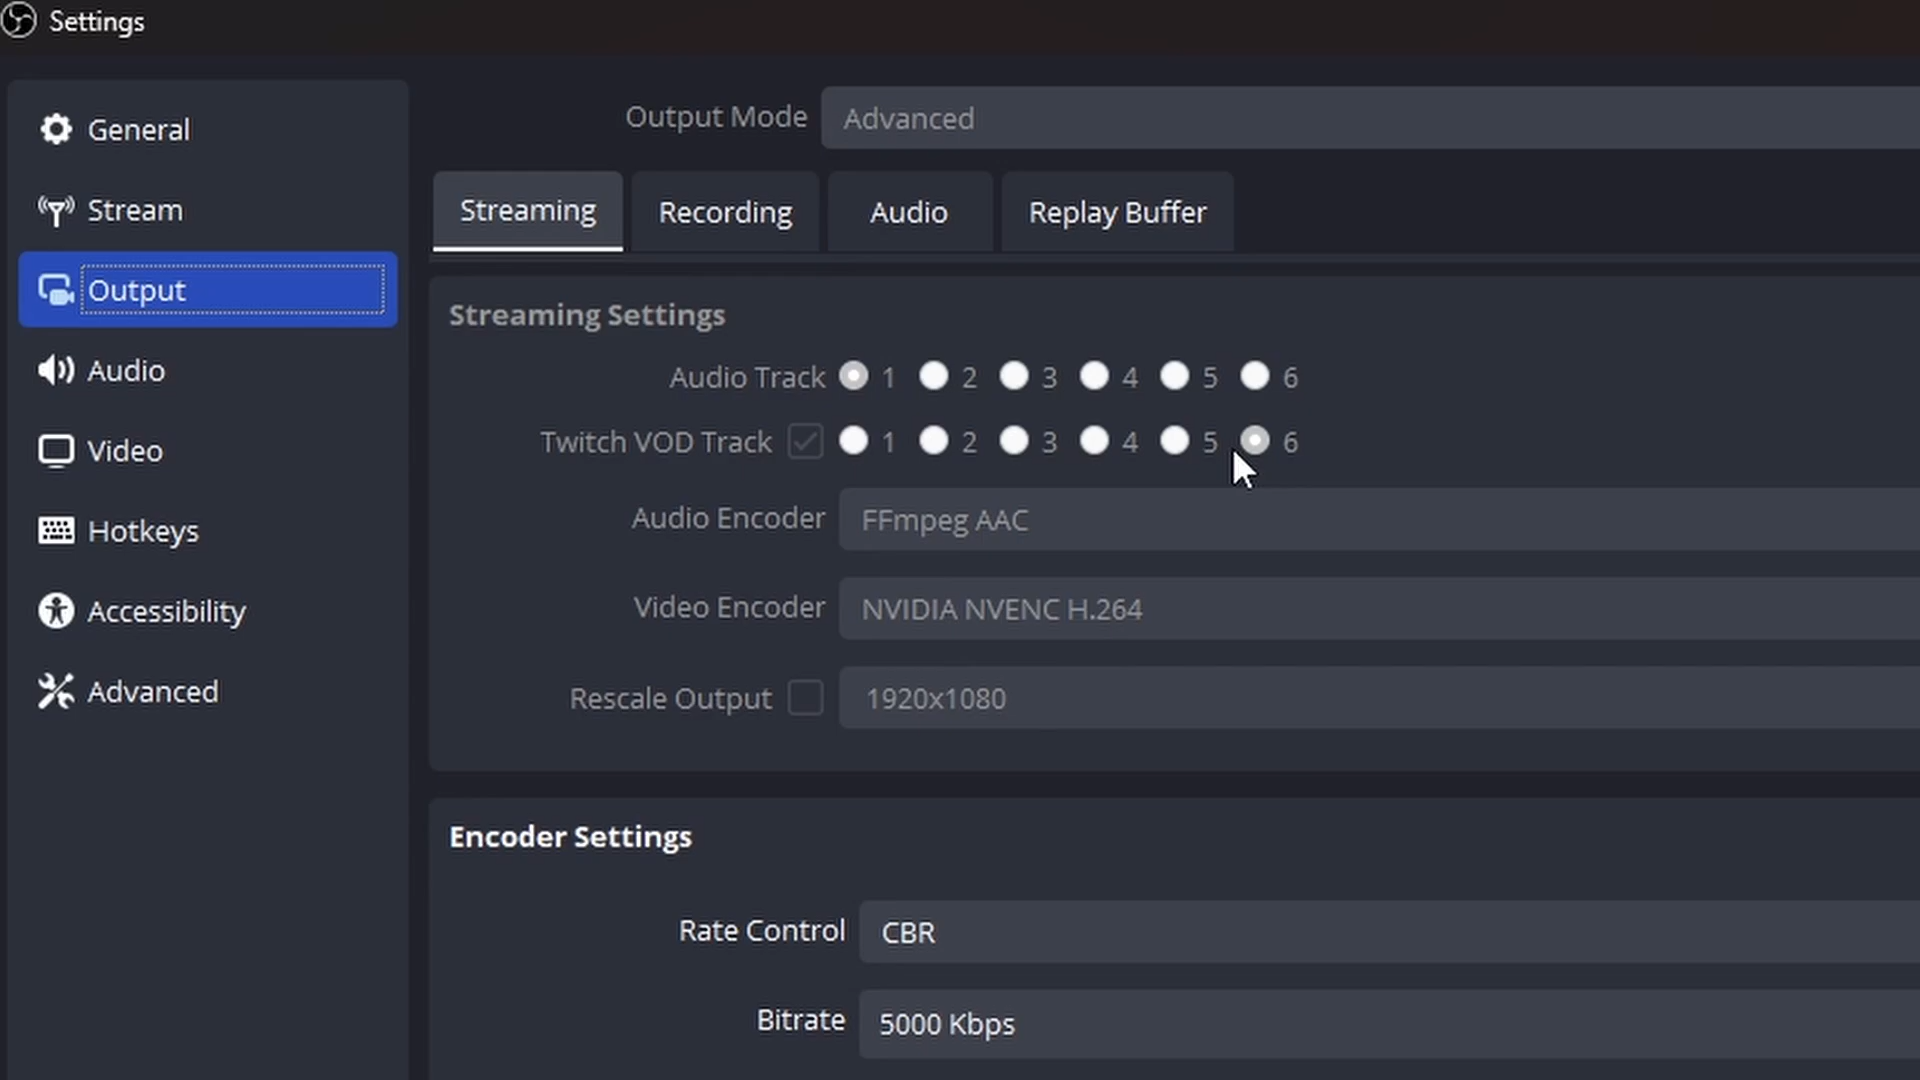 Settings
General
Stream
Output
Audio
Video
Hotkeys
Accessibility
Advanced
Output Mode Advanced
Streaming Recording Audio Replay Buffer
Streaming Settings
Audio Track 1 2 3 4 5 6
Twitch VOD Track 1 2 3 4 5 6
Audio Encoder FFmpeg AAC
Video Encoder NVIDIA NVENC H.264
Rescale Output 1920x1080
Encoder Settings
Rate Control CBR
Bitrate 5000 Kbps